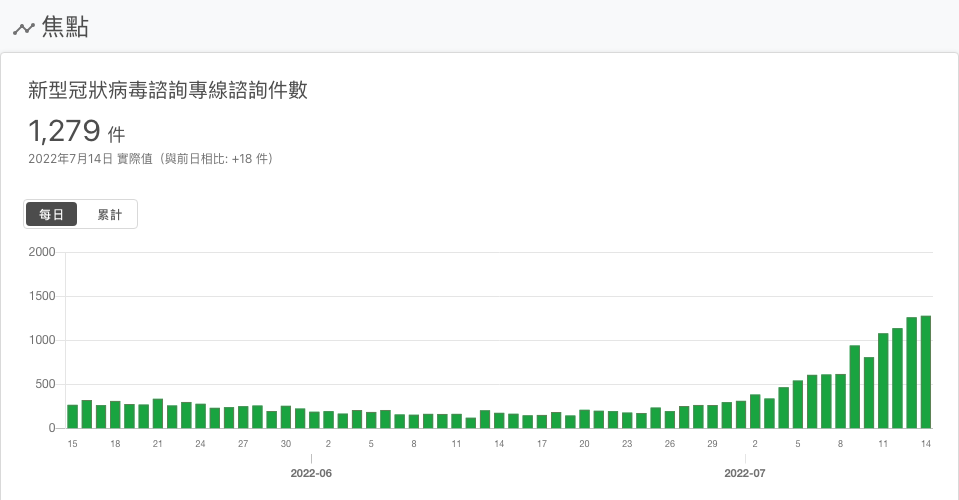 焦點
新型冠狀病毒諮詢專線諮詢件數
1,279 件
2022年7月14日 實際值（與前日相比: +18 件）
每日 累計
2000
1500
1000
500
0
15 18 21 24 27 30 2 5 8 11 14 17 20 23 26 29 2 5 8 11 14
2022-06 2022-07